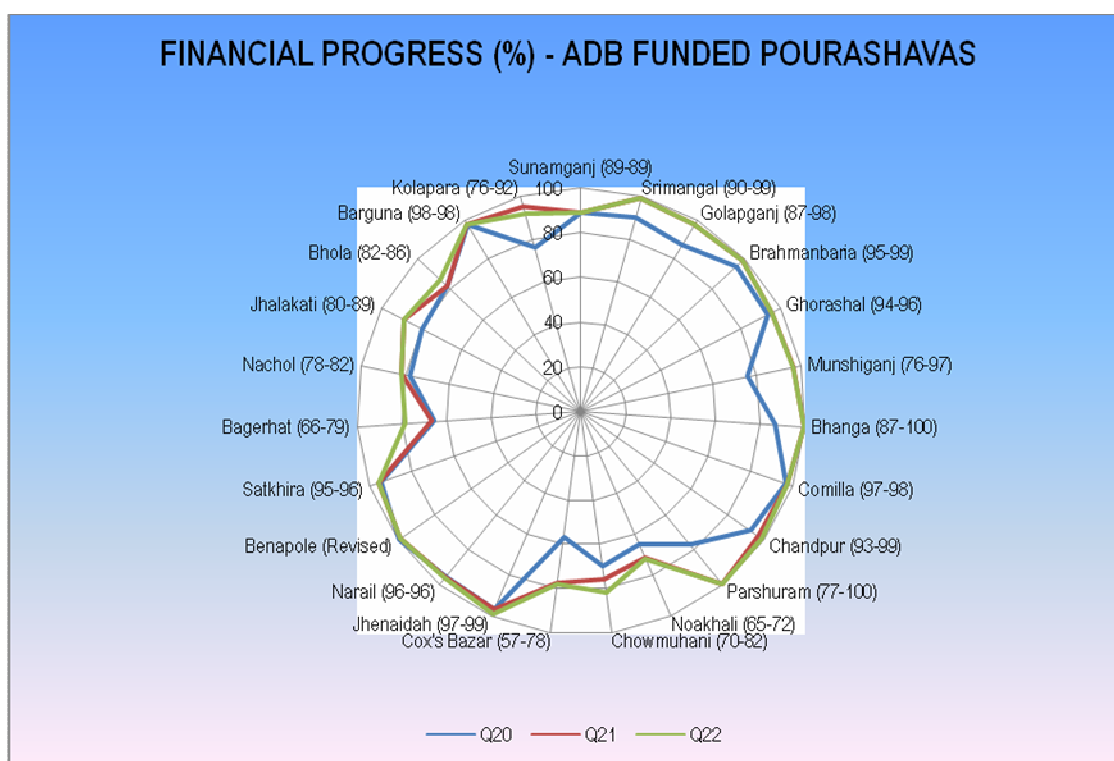 FINANCIAL PROGRESS (%) - ADB FUNDED POURASHAVAS
Sunamganj (89-89)
Kolapara (76-92)
100
Srimangal (90-99)
Barguna (98-98)
Golapganj (87-98)
Bhola (82-86)
80
Brahmanbaria (95-99)
60
Jhalakati (80-89)
Ghorashal (94-96)
40
Nachol (78-82)
20
Munshiganj (76-97)
0
Bagerhat (66-79)
Bhanga (87-100)
Satkhira (95-96)
Comilla (97-98)
Benapole (Revised)
Chandpur (93-99)
Narail (96-96)
Parshuram (77-100)
Jhenaidah (97-99)
Noakhali (65-72)
Cox's Bazar (57-78)
Chowmuhani (70-82)
Q20 Q21 Q22